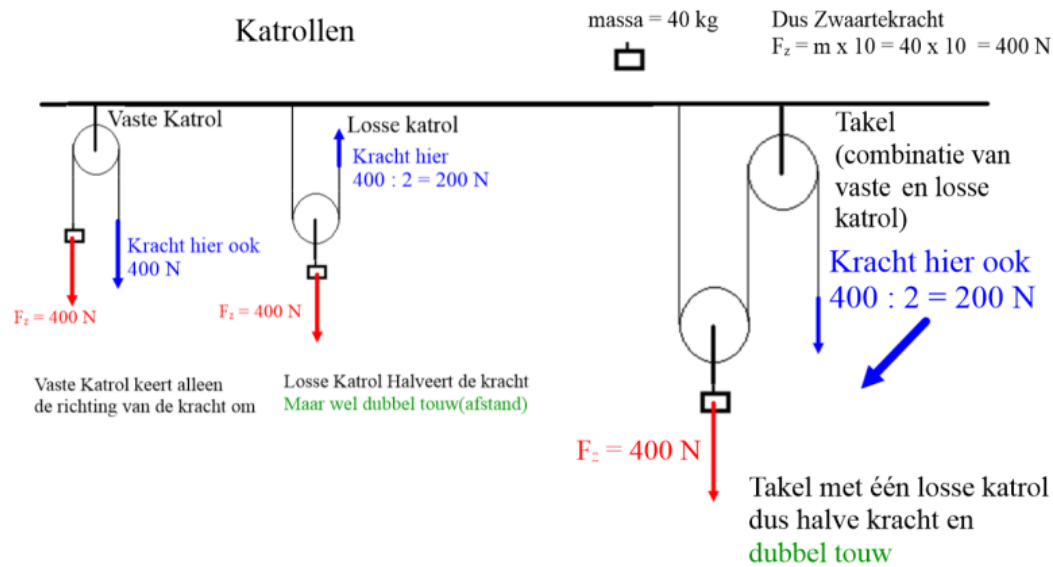 Katrollen
massa = 40 kg
Dus Zwaartekracht
Fz = m x 10 = 40 x 10 = 400 N
Vaste Katrol
Kracht hier ook
400 N
Fz = 400 N
Vaste Katrol keert alleen
de richting van de kracht om
Losse katrol
Kracht hier
400 : 2 = 200 N
Fz = 400 N
Losse Katrol Halveert de kracht
Maar wel dubbel touw(afstand)
Takel
(combinatie van
vaste en losse
katrol)
Kracht hier ook
400 : 2 = 200 N
Fz = 400 N
Takel met één losse katrol
dus halve kracht en
dubbel touw